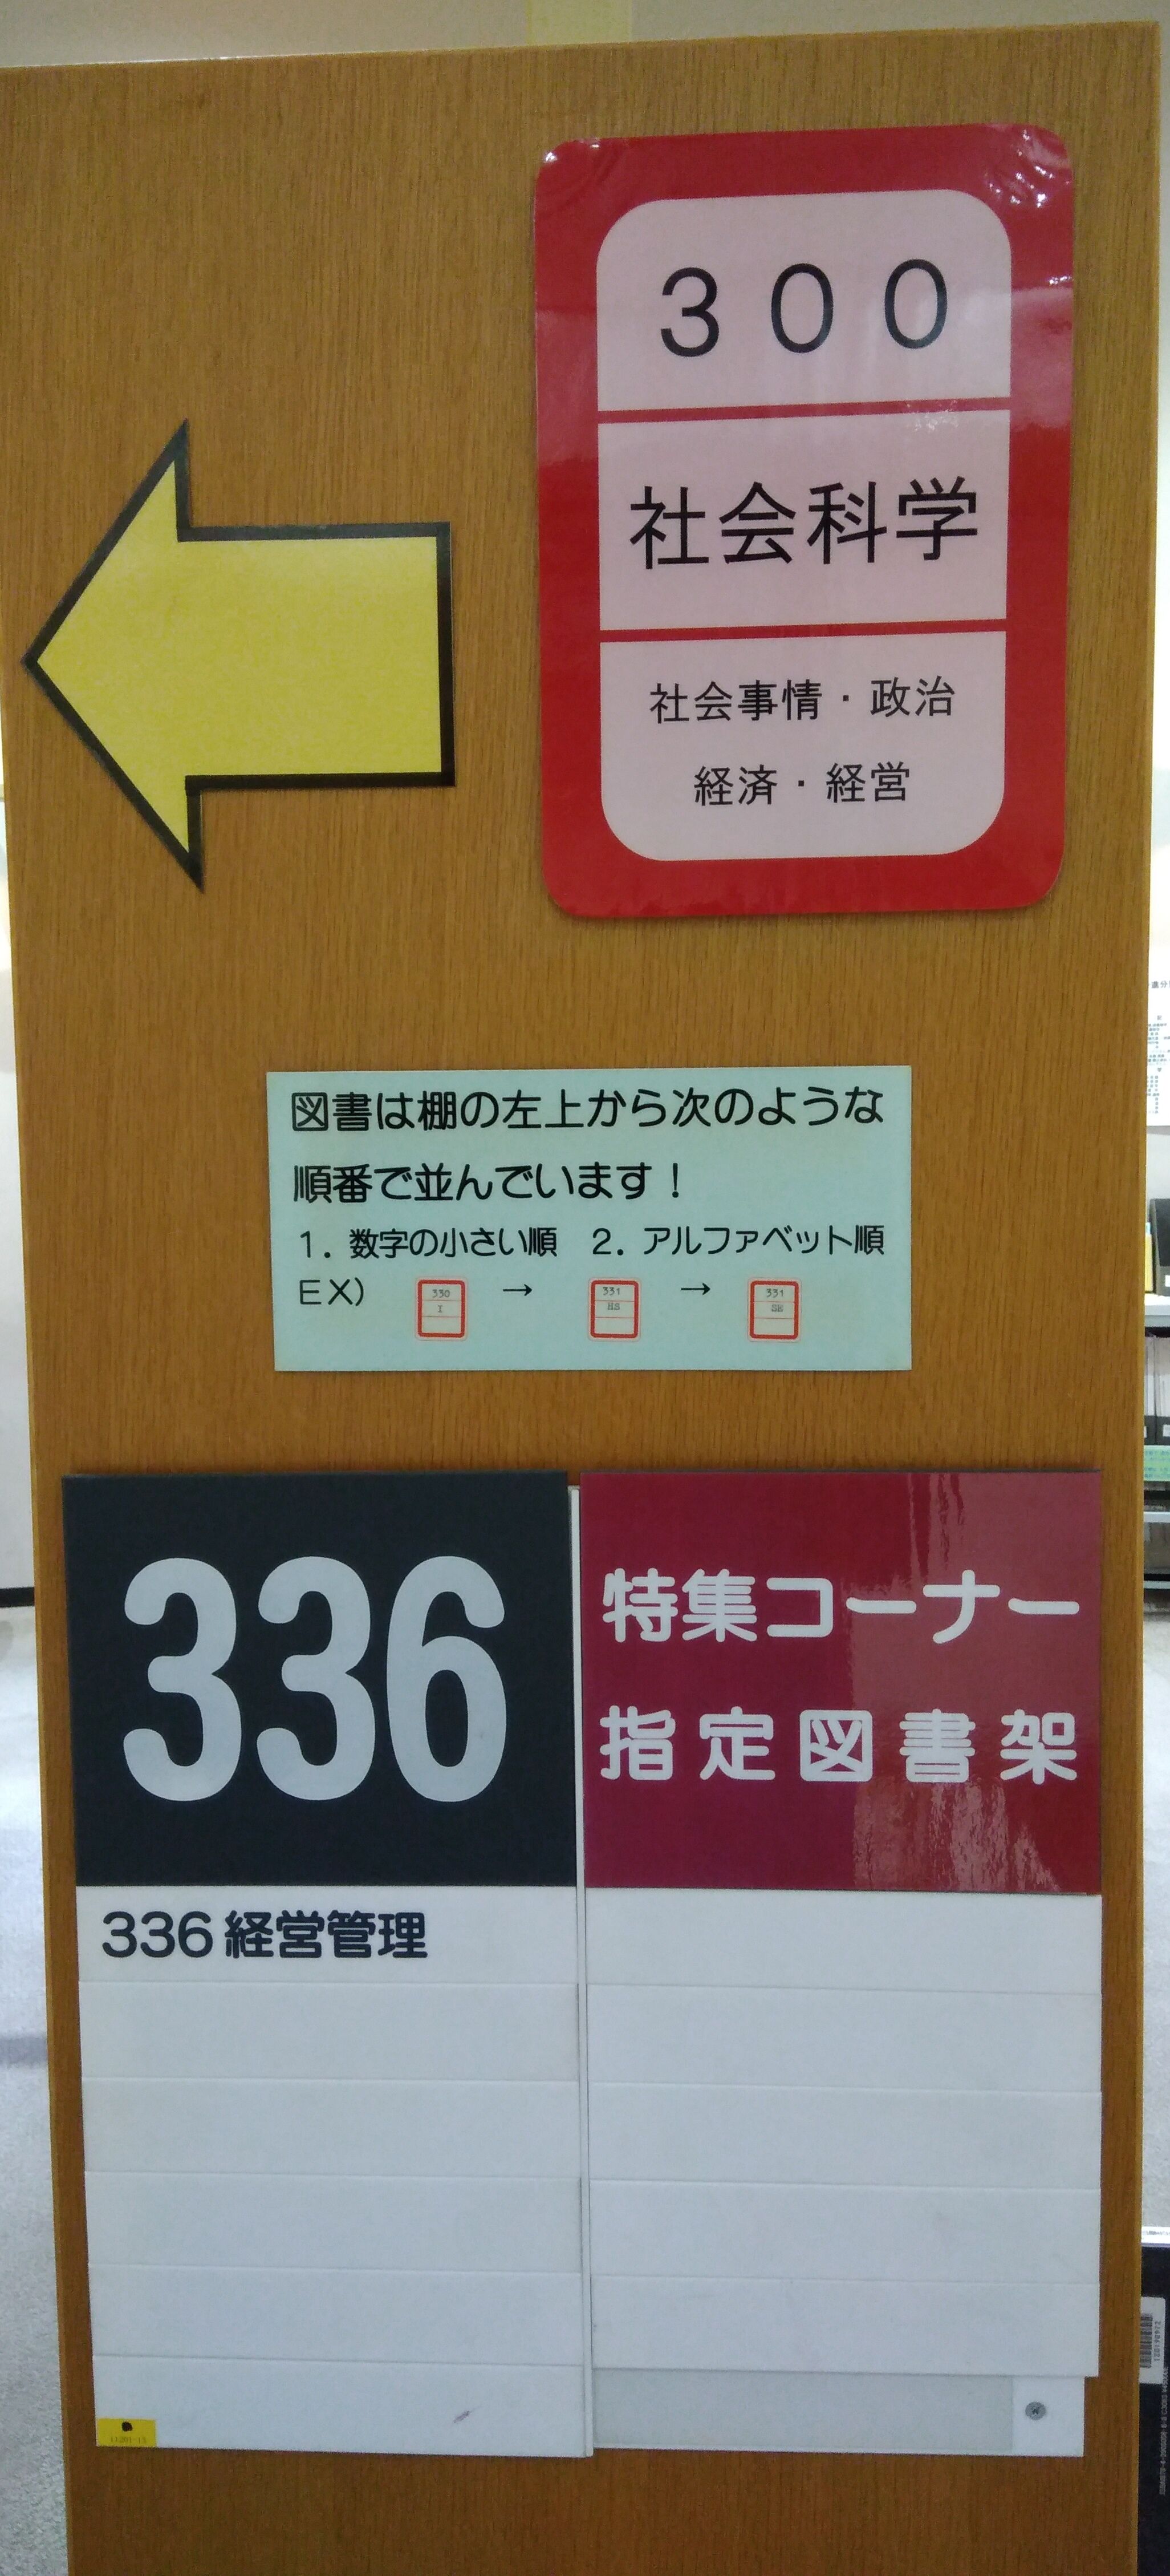 ３００
社会科学
社会事情・政治
経済・経営
図書は棚の左上から次のような
順番で並んでいます！
1．数字の小さい順　2．アルファベット順
EX）　→　→
330
I
331
HS
331
SE
336
336 経営管理
特集コーナー
指定図書架